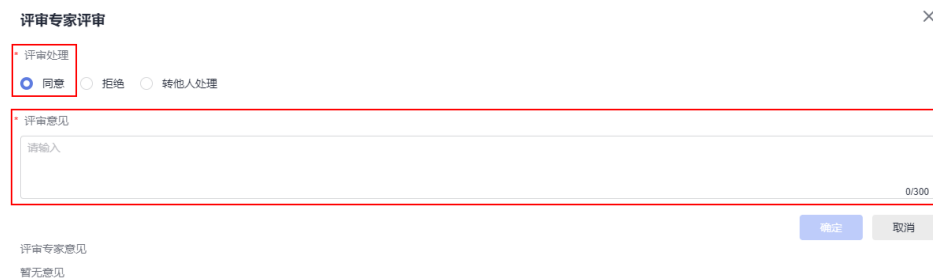 评审专家评审
* 评审处理
同意 拒绝 转他人处理
* 评审意见
请输入
0/300
确定 取消
评审专家意见
暂无意见